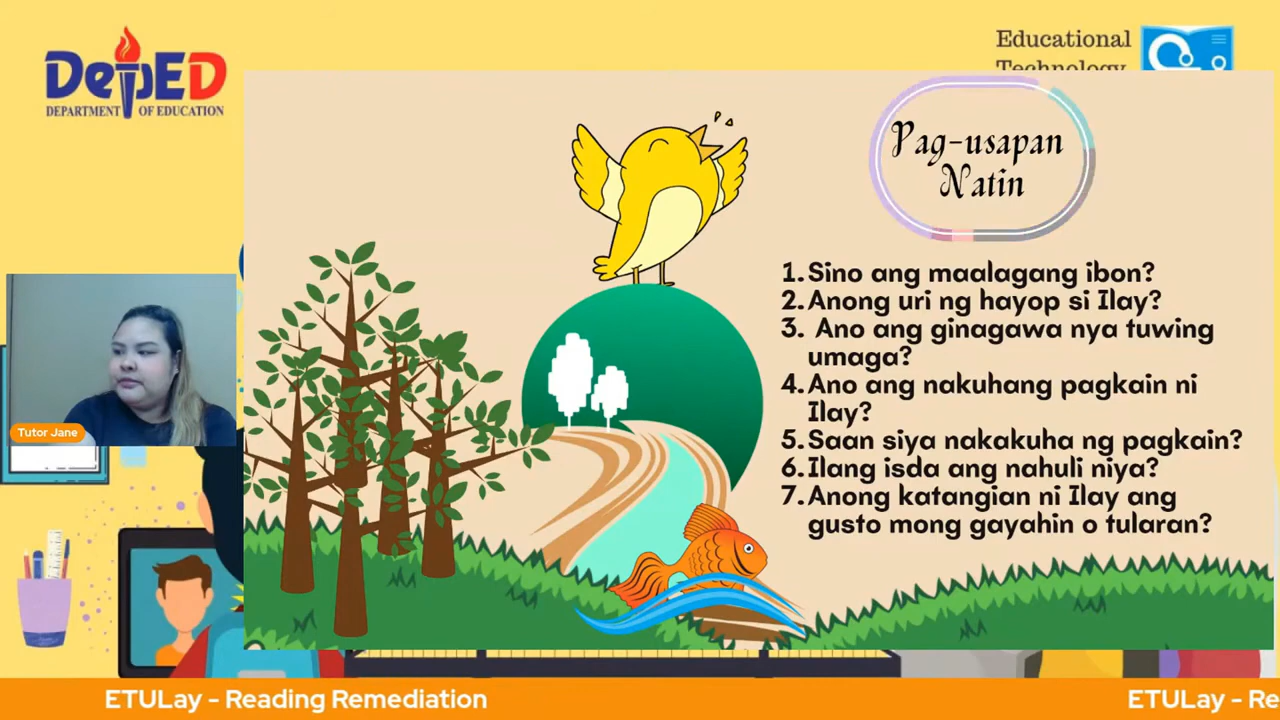 DepED
DEPARTMENT OF EDUCATION
Educational
Technology
Pag-usapan
Natin
1. Sino ang maalagang ibon?
2. Anong uri ng hayop si Ilay?
3. Ano ang ginagawa nya tuwing
umaga?
4. Ano ang nakuhang pagkain ni
Ilay?
5. Saan siya nakakuha ng pagkain?
6. Ilang isda ang nahuli niya?
7. Anong katangian ni Ilay ang
gusto mong gayahin o tularan?
Tutor Jane
ETULay - Reading Remediation
ETULay - Re